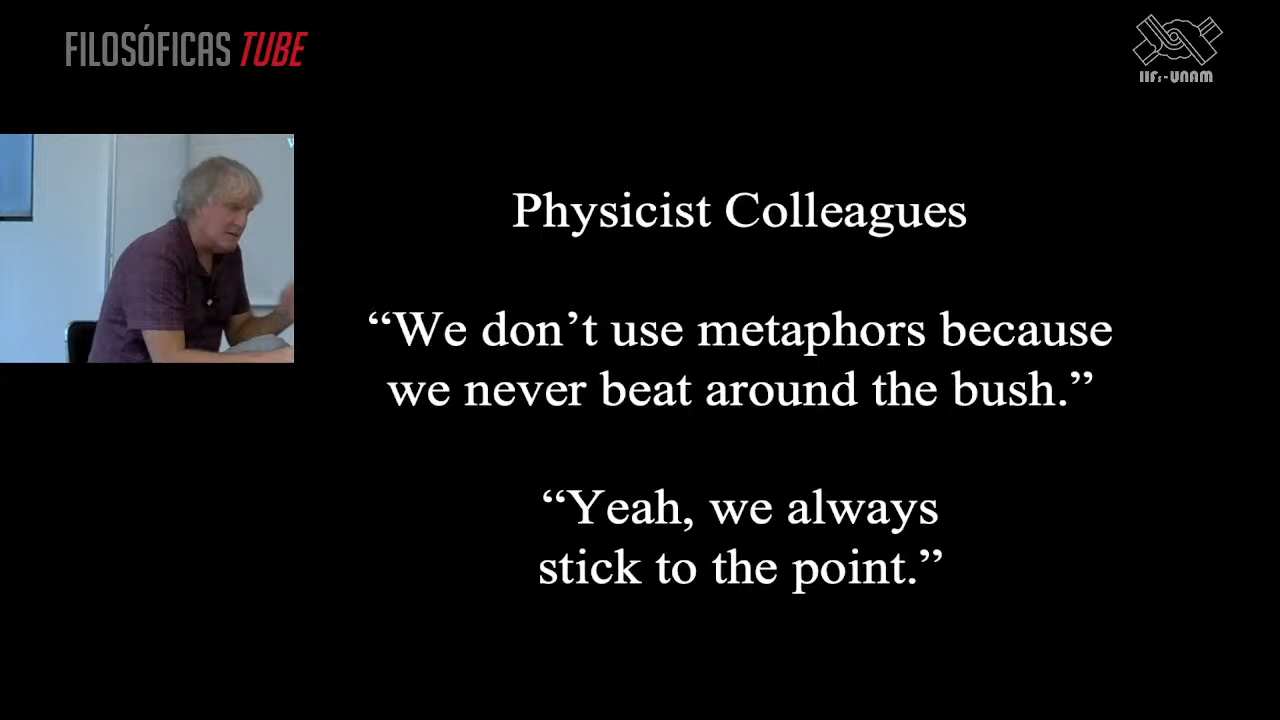 FILOSÓFICAS TUBE
IIFs-UNAM
Physicist Colleagues
“We don’t use metaphors because
we never beat around the bush.”
“Yeah, we always
stick to the point.”